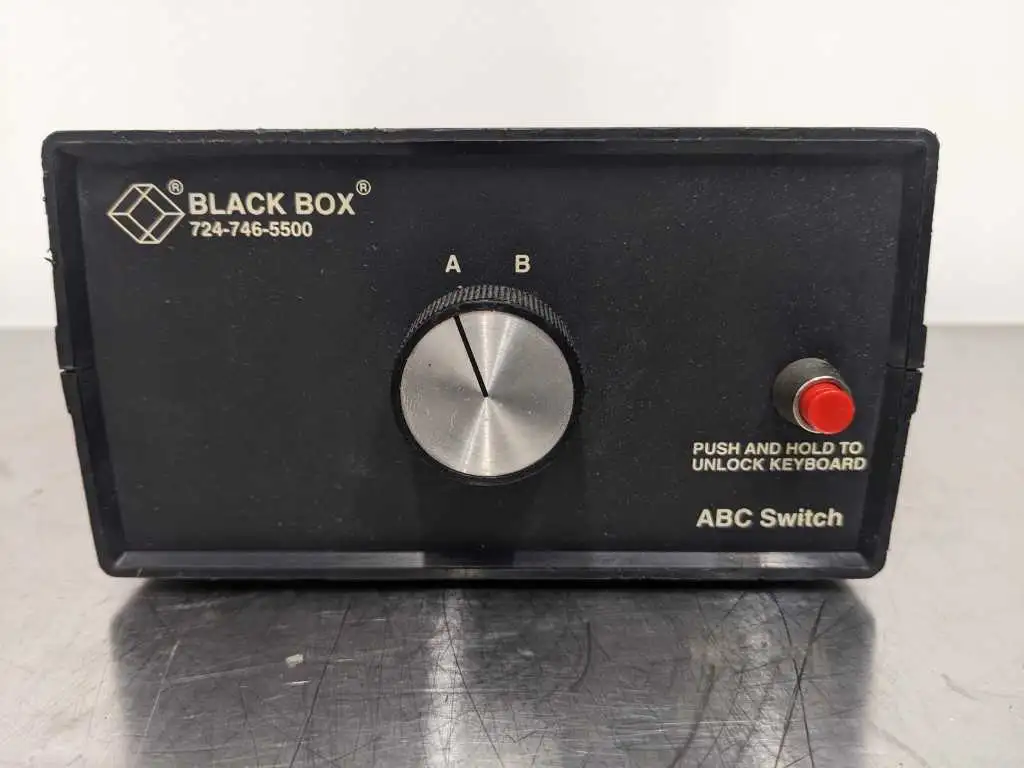 ® BLACK BOX®
724-746-5500
A B
PUSH AND HOLD TO
UNLOCK KEYBOARD
ABC Switch